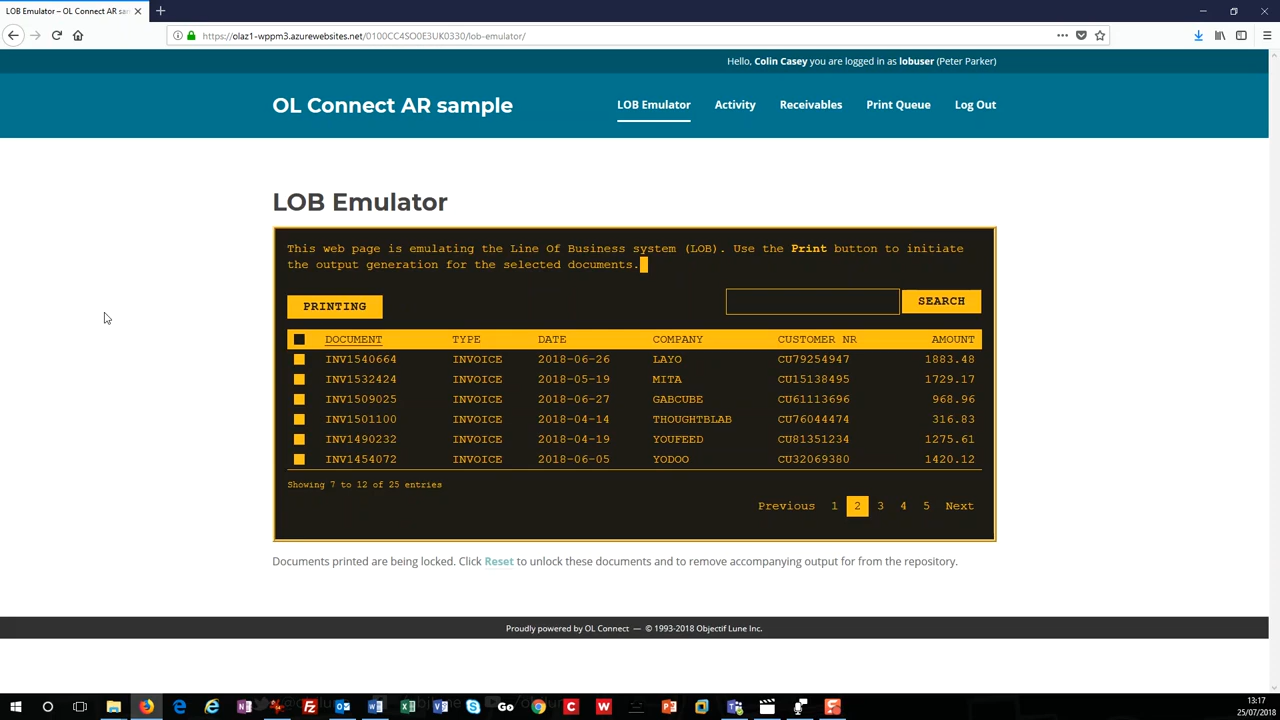 LOB Emulator – OL Connect AR sam
https://olaz1-wppm3.azurewebsites.net/0100CC4SO0E3UK0330/lob-emulator/
Hello, Colin Casey you are logged in as lobuser (Peter Parker)
OL Connect AR sample
LOB Emulator Activity Receivables Print Queue Log Out
LOB Emulator
This web page is emulating the Line Of Business system (LOB). Use the Print button to initiate
the output generation for the selected documents.
PRINTING SEARCH
DOCUMENT TYPE DATE COMPANY CUSTOMER NR AMOUNT
INV1540664 INVOICE 2018-06-26 LAYO CU79254947 1883.48
INV1532424 INVOICE 2018-05-19 MITA CU15138495 1729.17
INV1509025 INVOICE 2018-06-27 GABCUBE CU61113696 968.96
INV1501100 INVOICE 2018-04-14 THOUGHTBLAB CU76044474 316.83
INV1490232 INVOICE 2018-04-19 YOUFEED CU81351234 1275.61
INV1454072 INVOICE 2018-06-05 YODOO CU32069380 1420.12
Showing 7 to 12 of 25 entries
Previous 1 2 3 4 5 Next
Documents printed are being locked. Click Reset to unlock these documents and to remove accompanying output for from the repository.
Proudly powered by OL Connect — © 1993-2018 Objectif Lune Inc.
13:17
25/07/2018